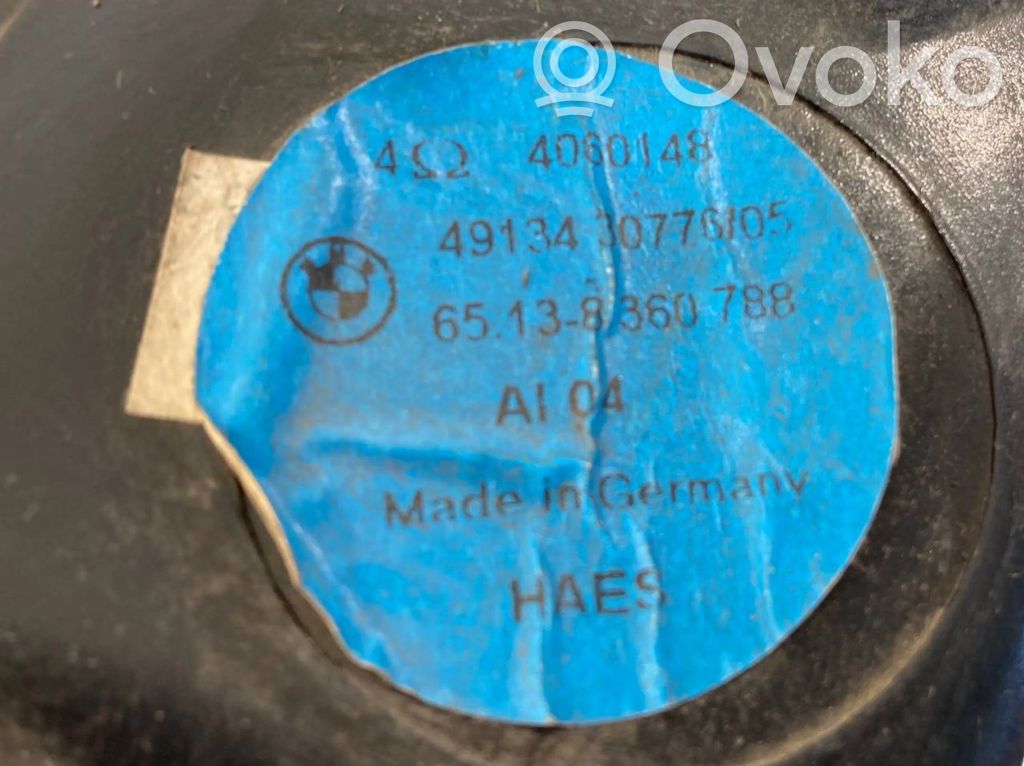 Ovoko
4Ω 4060148
49134 30776/05
65.13-8 360 788
AI 04
Made in Germany
HAES